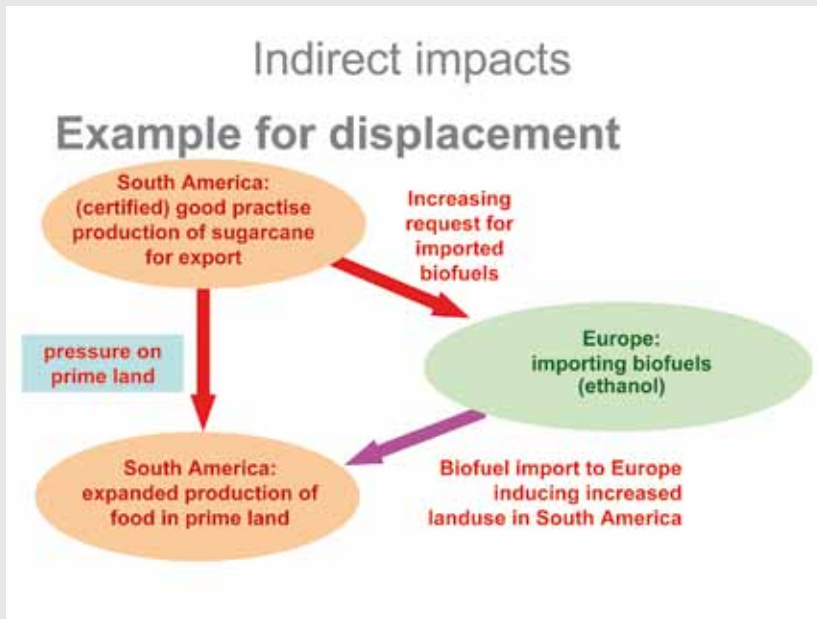 Indirect impacts
Example for displacement
South America:
(certified) good practise
production of sugarcane
for export
Increasing
request for
imported
biofuels
pressure on
prime land
Europe:
importing biofuels
(ethanol)
South America:
expanded production of
food in prime land
Biofuel import to Europe
inducing increased
landuse in South America